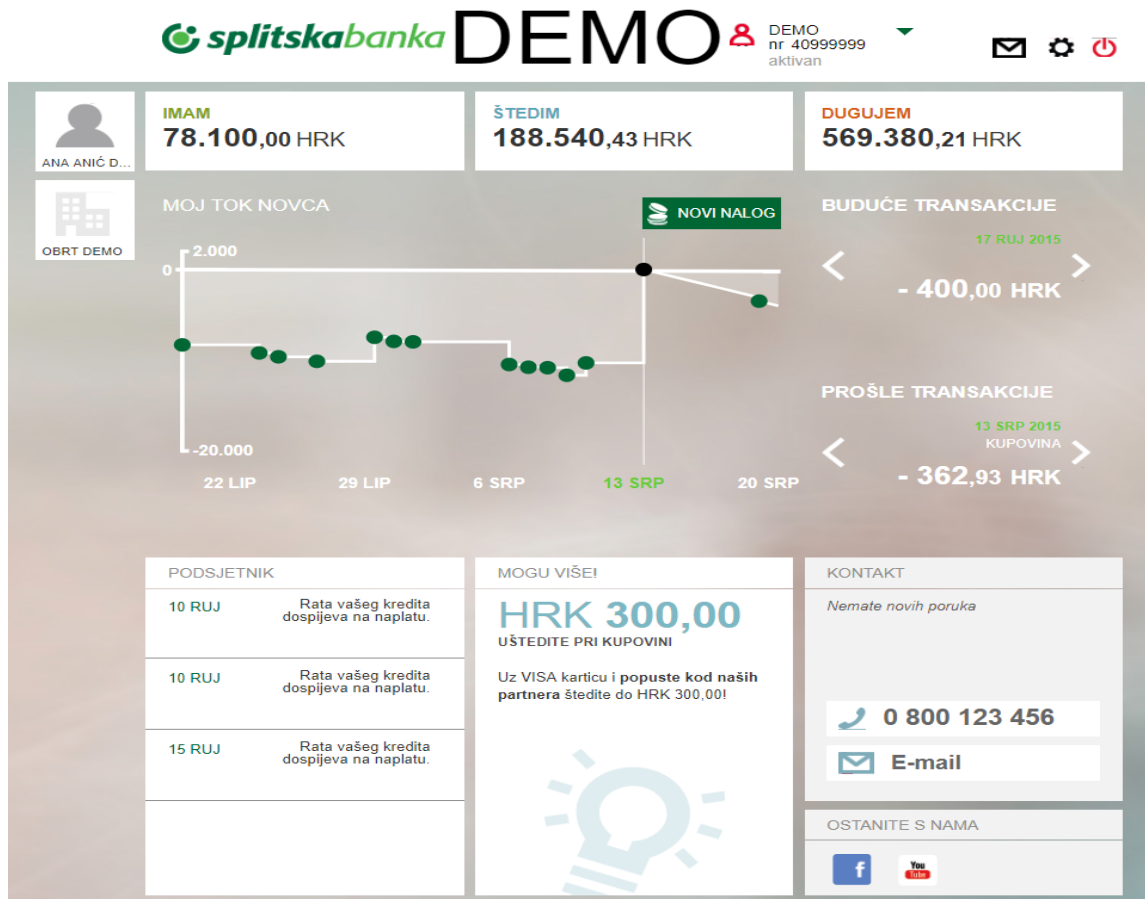 splitskabanka DEMO
DEMO
nr 40999999
aktivan
ANA ANIĆ D...
OBRT DEMO
IMAM
78.100,00 HRK
ŠTEDIM
188.540,43 HRK
DUGUJEM
569.380,21 HRK
MOJ TOK NOVCA
NOVI NALOG
2.000
0
-20.000
22 LIP
29 LIP
6 SRP
13 SRP
20 SRP
BUDUĆE TRANSAKCIJE
17 RUJ 2015
- 400,00 HRK
PROŠLE TRANSAKCIJE
13 SRP 2015
KUPOVINA
- 362,93 HRK
PODSJETNIK
10 RUJ
Rata vašeg kredita
dospijeva na naplatu.
10 RUJ
Rata vašeg kredita
dospijeva na naplatu.
15 RUJ
Rata vašeg kredita
dospijeva na naplatu.
MOGU VIŠE!
HRK 300,00
UŠTEDITE PRI KUPOVINI
Uz VISA karticu i popuste kod naših
partnera štedite do HRK 300,00!
KONTAKT
Nemate novih poruka
0 800 123 456
E-mail
OSTANITE S NAMA
f
You
Tube